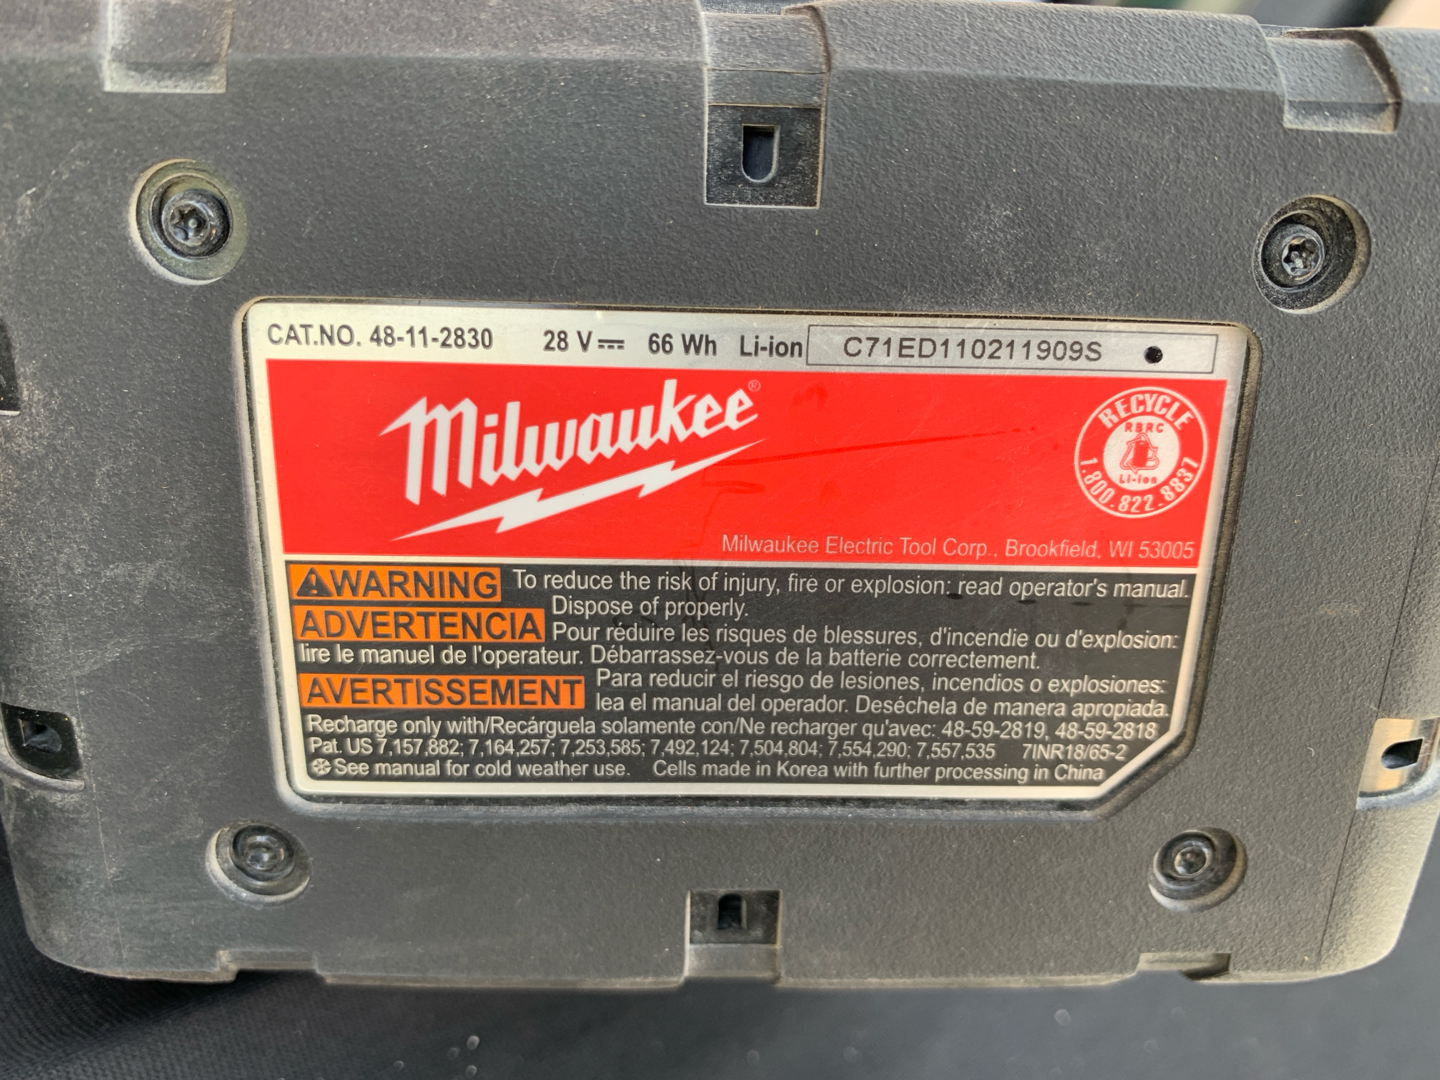 CAT.NO. 48-11-2830 28 V 66 Wh Li-ion C71ED110211909S
Milwaukee®
RECYCLE
RBRC
Li-ion
1.800.822.8837
Milwaukee Electric Tool Corp., Brookfield, WI 53005
WARNING To reduce the risk of injury, fire or explosion: read operator's manual.
Dispose of properly.
ADVERTENCIA Pour réduire les risques de blessures, d'incendie ou d'explosion:
lire le manuel de l'operateur. Débarrassez-vous de la batterie correctement.
AVERTISSEMENT Para reducir el riesgo de lesiones, incendios o explosiones:
lea el manual del operador. Deséchela de manera apropiada.
Recharge only with/Recárguela solamente con/Ne recharger qu'avec: 48-59-2819, 48-59-2818
Pat. US 7,157,882; 7,164,257; 7,253,585; 7,492,124; 7,504,804; 7,554,290; 7,557,535 7INR18/65-2
See manual for cold weather use. Cells made in Korea with further processing in China